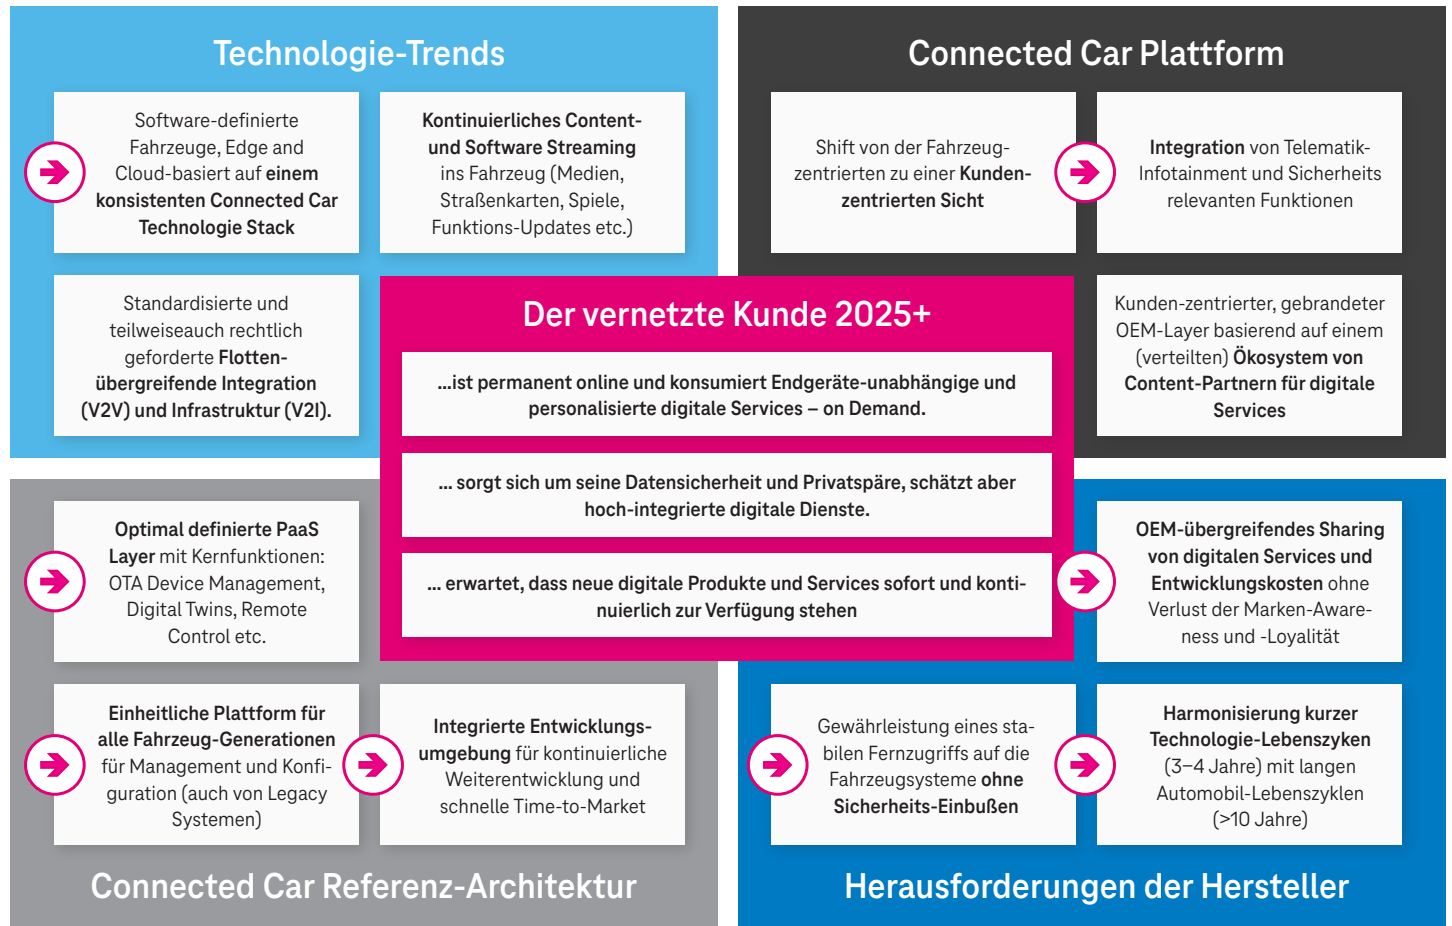 Technologie-Trends
Software-definierte
Fahrzeuge, Edge and
Cloud-basiert auf einem
konsistenten Connected Car
Technologie Stack
Kontinuierliches Content-
und Software Streaming
ins Fahrzeug (Medien,
Straßenkarten, Spiele,
Funktions-Updates etc.)
Standardisierte und
teilweiseauch rechtlich
geforderte Flotten-
übergreifende Integration
(V2V) und Infrastruktur (V2I).
Connected Car Plattform
Shift von der Fahrzeug-
zentrierten zu einer Kunden-
zentrierten Sicht
Integration von Telematik-
Infotainment und Sicherheits
relevanten Funktionen
Kunden-zentrierter, gebrandeter
OEM-Layer basierend auf einem
(verteilten) Ökosystem von
Content-Partnern für digitale
Services
Der vernetzte Kunde 2025+
...ist permanent online und konsumiert Endgeräte-unabhängige und
personalisierte digitale Services – on Demand.
... sorgt sich um seine Datensicherheit und Privatspäre, schätzt aber
hoch-integrierte digitale Dienste.
... erwartet, dass neue digitale Produkte und Services sofort und konti-
nuierlich zur Verfügung stehen
Optimal definierte PaaS
Layer mit Kernfunktionen:
OTA Device Management,
Digital Twins, Remote
Control etc.
Einheitliche Plattform für
alle Fahrzeug-Generationen
für Management und Konfi-
guration (auch von Legacy
Systemen)
Integrierte Entwicklungs-
umgebung für kontinuierliche
Weiterentwicklung und
schnelle Time-to-Market
Connected Car Referenz-Architektur
OEM-übergreifendes Sharing
von digitalen Services und
Entwicklungskosten ohne
Verlust der Marken-Aware-
ness und -Loyalität
Gewährleistung eines sta-
bilen Fernzugriffs auf die
Fahrzeugsysteme ohne
Sicherheits-Einbußen
Harmonisierung kurzer
Technologie-Lebenszyken
(3–4 Jahre) mit langen
Automobil-Lebenszyklen
(>10 Jahre)
Herausforderungen der Hersteller